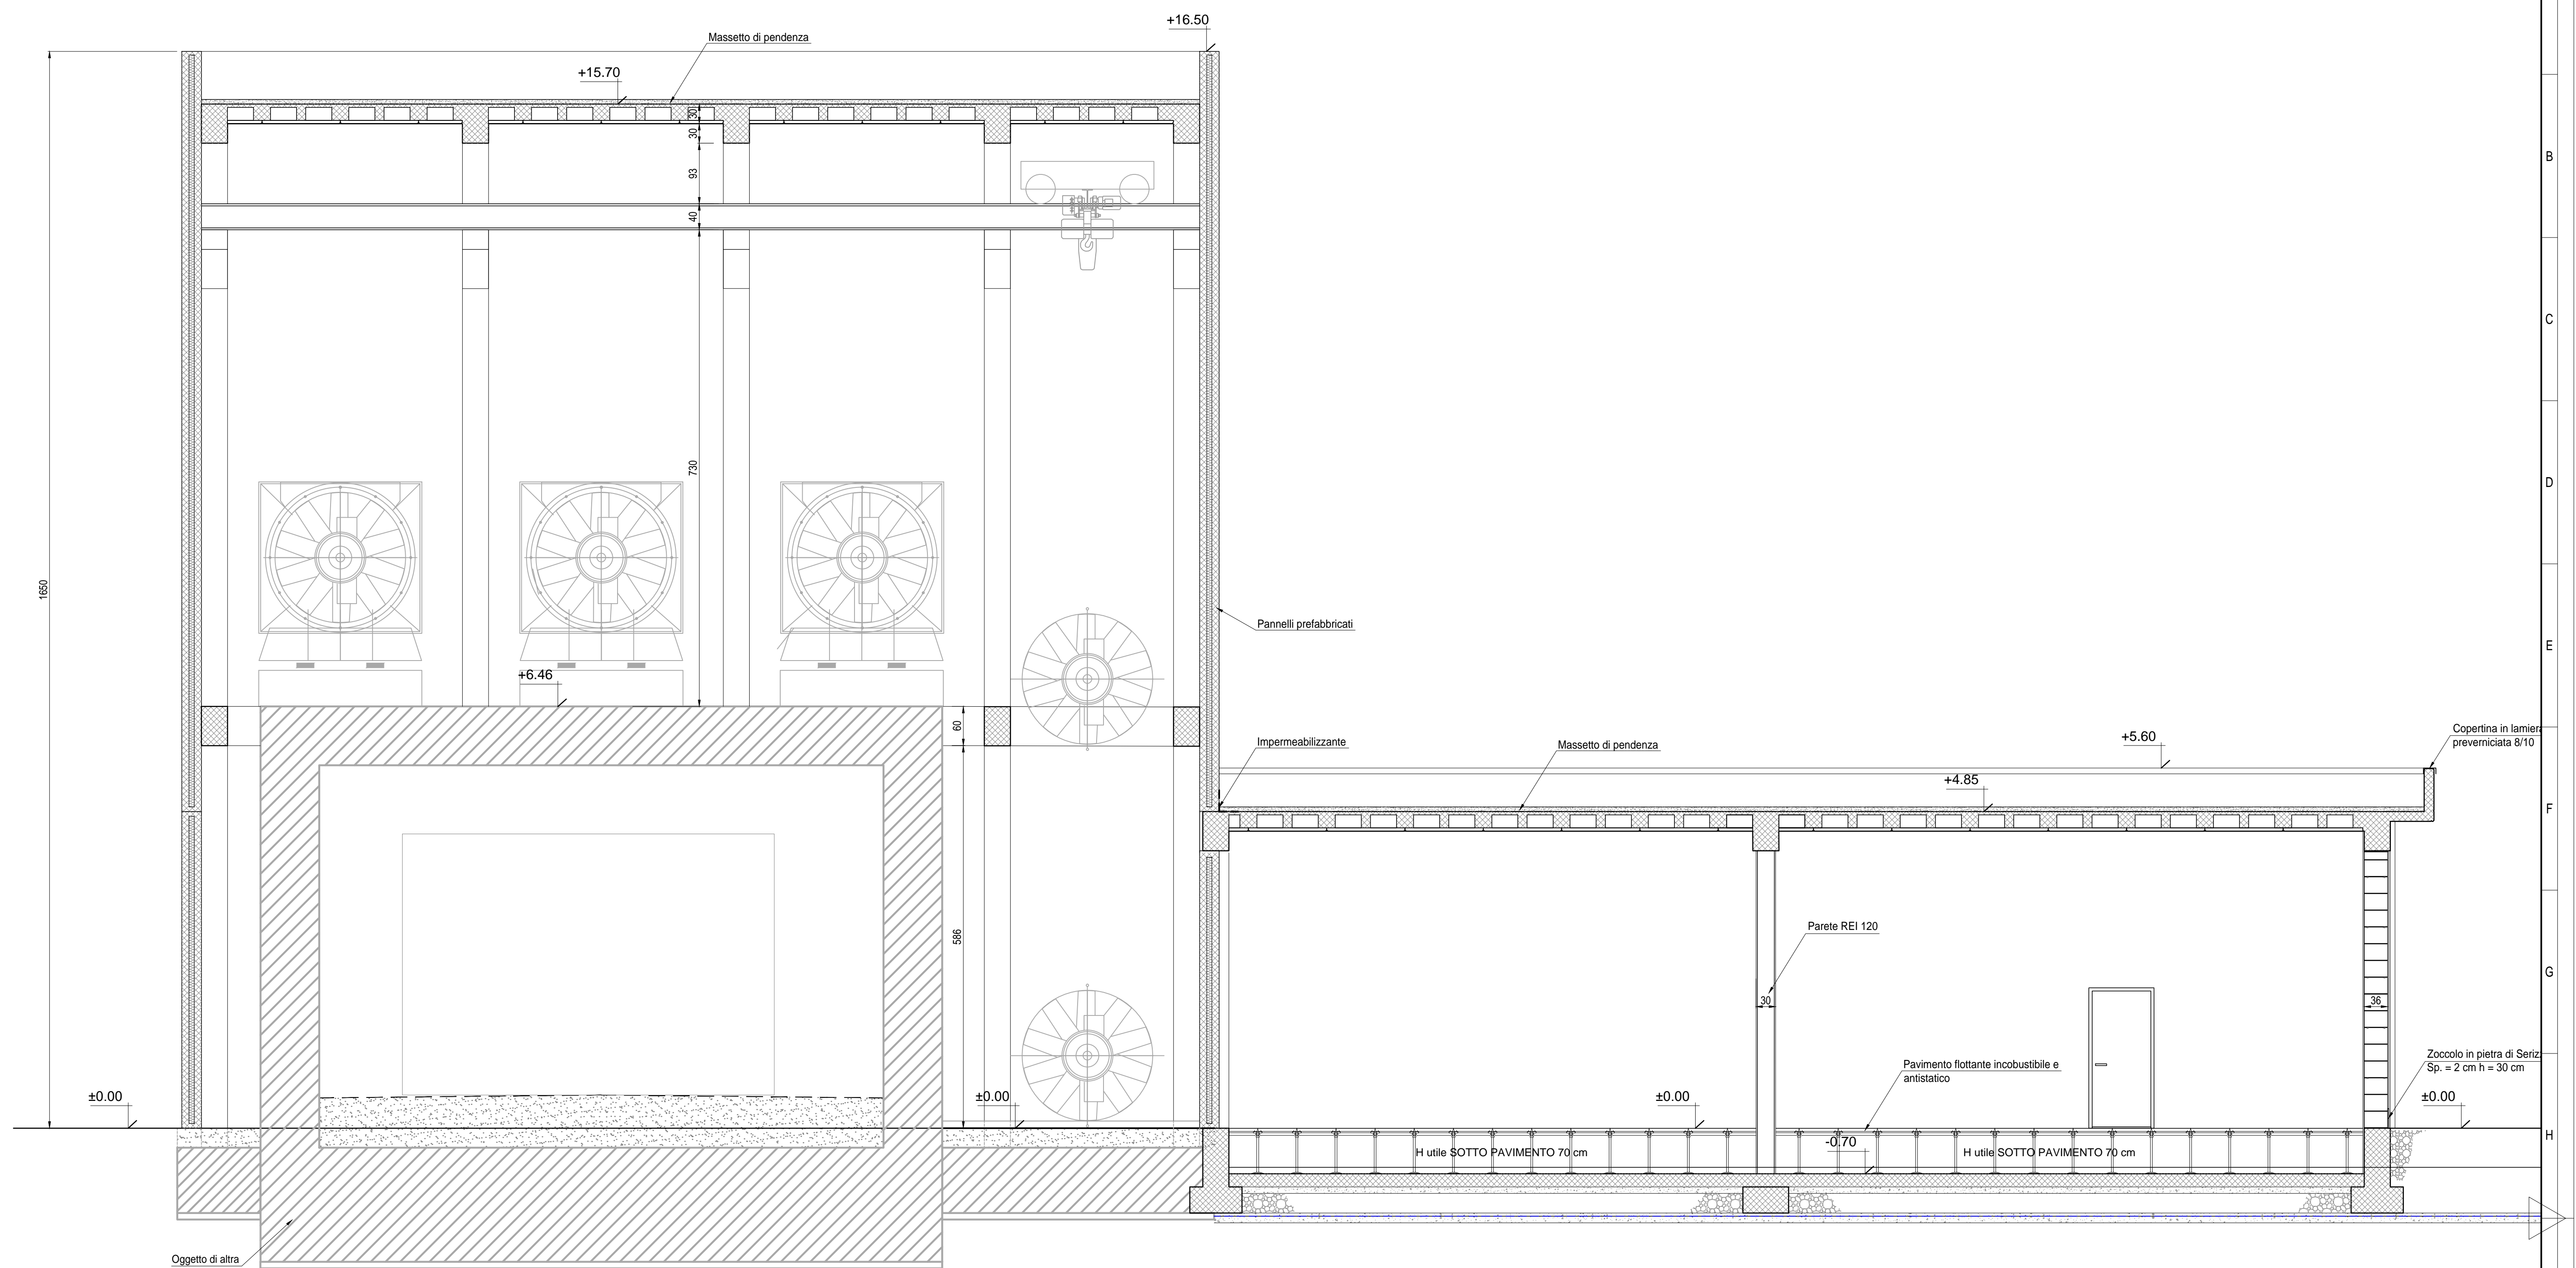 +16.50
Massetto di pendenza
+15.70
30
30
B
93
40
C
730
D
1650
Pannelli prefabbricati
E
+6.46
60
Impermeabilizzante
Massetto di pendenza
+5.60
Copertina in lamiera
preverniciata 8/10
+4.85
F
586
Parete REI 120
G
30
36
Pavimento flottante incobustibile e
antistatico
Zoccolo in pietra di Seriz
Sp. = 2 cm h = 30 cm
±0.00
±0.00
±0.00
±0.00
-0.70
H
H utile SOTTO PAVIMENTO 70 cm
H utile SOTTO PAVIMENTO 70 cm
Oggetto di altra